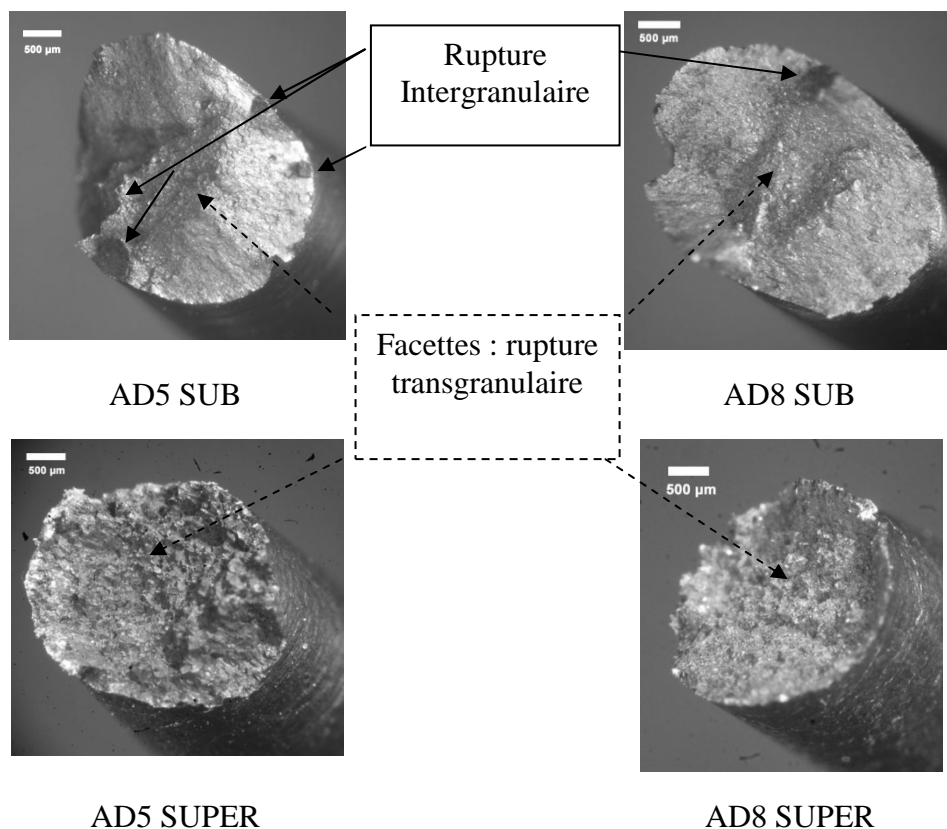 500 µm
500 µm
Rupture
Intergranulaire
Facettes : rupture
transgranulaire
AD5 SUB
AD8 SUB
500 µm
500 µm
AD5 SUPER
AD8 SUPER